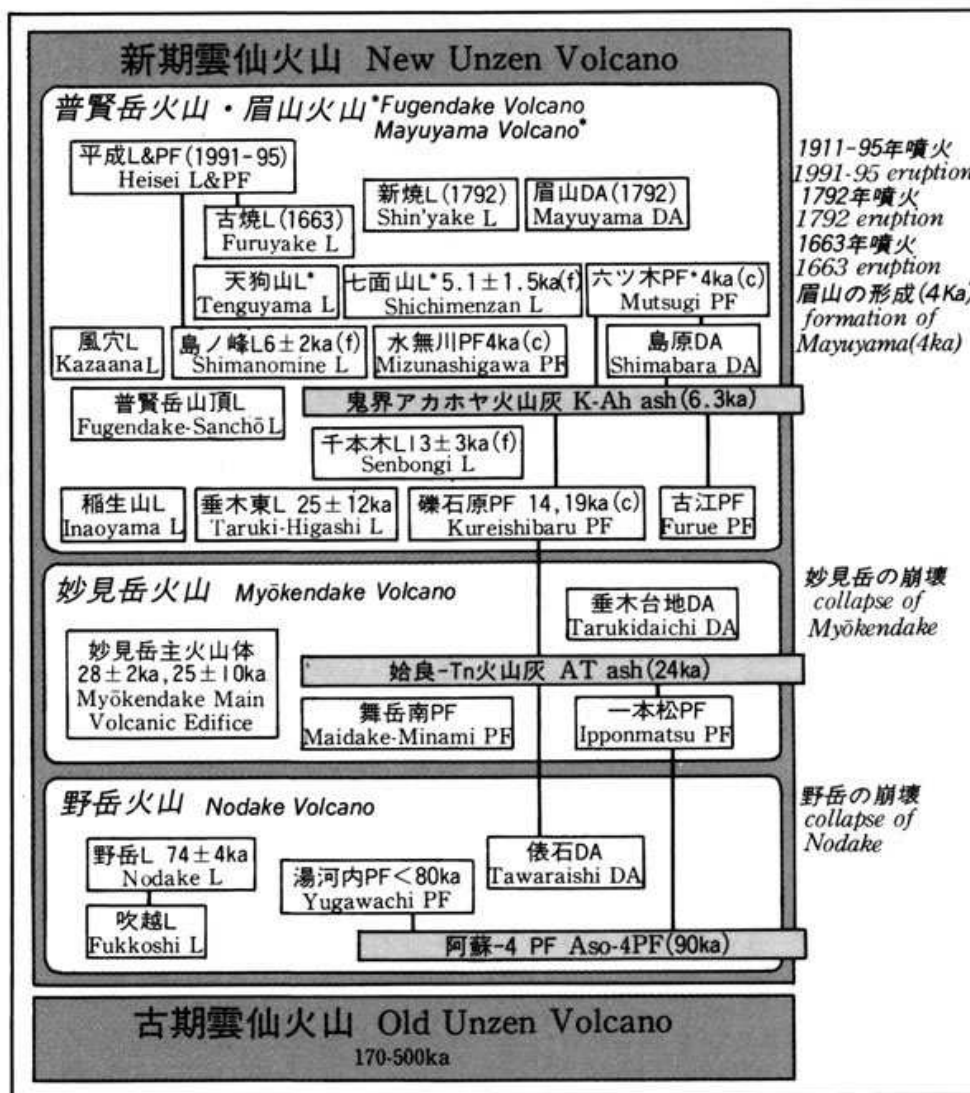 新期雲仙火山 New Unzen Volcano
普賢岳火山・眉山火山*Fugendake Volcano
Mayuyama Volcano*
平成L&PF(1991-95)
Heisei L&PF
古焼L(1663)
Furuyake L
新焼L(1792)
Shin'yake L
眉山DA(1792)
Mayuyama DA
天狗山L*
Tenguyama L
七面山L*5.1±1.5ka(f)
Shichimenzan L
六ツ木PF*4ka(c)
Mutsugi PF
風穴L
Kazaana L
島ノ峰L6±2ka(f)
Shimanomine L
水無川PF4ka(c)
Mizunashigawa PF
島原DA
Shimabara DA
普賢岳山頂L
Fugendake-Sanchō L
鬼界アカホヤ火山灰 K-Ah ash(6.3ka)
千本木L13±3ka(f)
Senbongi L
稲生山L
Inaoyama L
垂木東L 25±12ka
Taruki-Higashi L
礫石原PF 14,19ka(c)
Kureishibaru PF
古江PF
Furue PF
1911-95年噴火
1991-95 eruption
1792年噴火
1792 eruption
1663年噴火
1663 eruption
眉山の形成(4Ka)
formation of
Mayuyama(4ka)
妙見岳火山 Myōkendake Volcano
垂木台地DA
Tarukidaichi DA
妙見岳主火山体
28±2ka,25±10ka
Myōkendake Main
Volcanic Edifice
姶良-Tn火山灰 AT ash(24ka)
舞岳南PF
Maidake-Minami PF
一本松PF
Ipponmatsu PF
妙見岳の崩壊
collapse of
Myōkendake
野岳火山 Nodake Volcano
野岳L 74±4ka
Nodake L
吹越L
Fukkoshi L
湯河内PF<80ka
Yugawachi PF
俵石DA
Tawaraishi DA
阿蘇-4 PF Aso-4PF(90ka)
野岳の崩壊
collapse of
Nodake
古期雲仙火山 Old Unzen Volcano
170-500ka